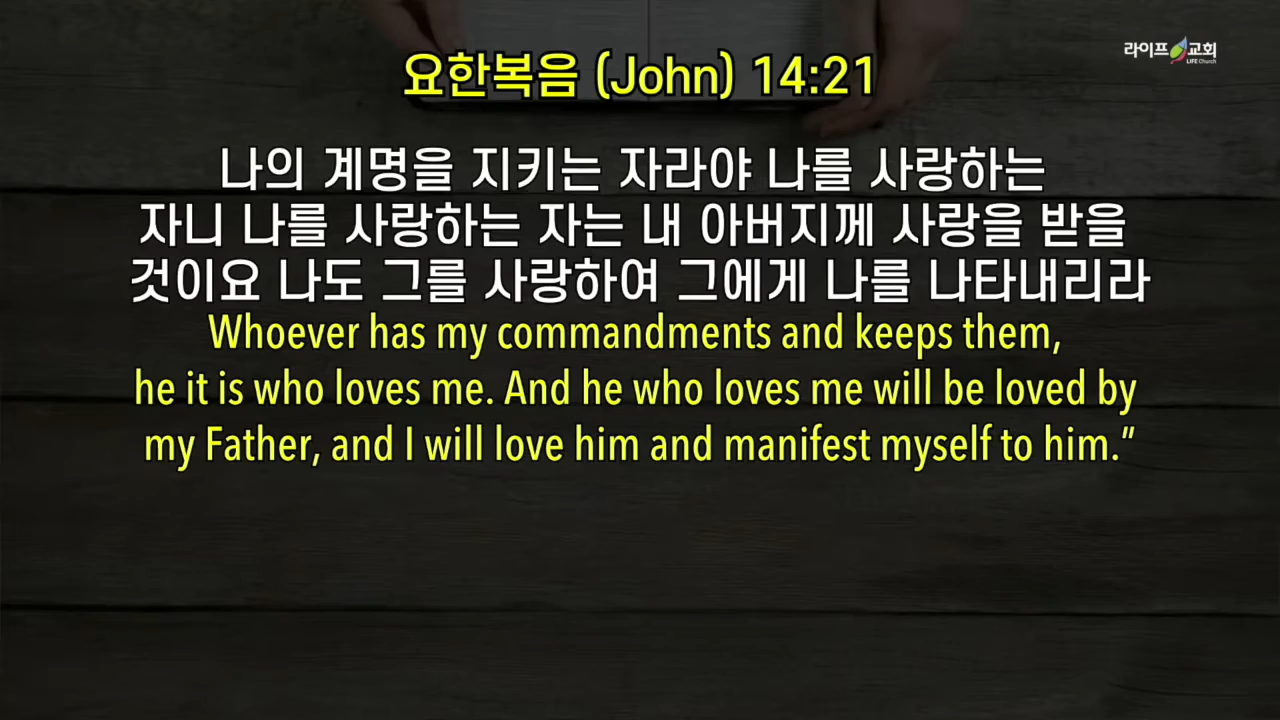 라이프 교회
LIFE Church
요한복음 (John) 14:21
나의 계명을 지키는 자라야 나를 사랑하는
자니 나를 사랑하는 자는 내 아버지께 사랑을 받을
것이요 나도 그를 사랑하여 그에게 나를 나타내리라
Whoever has my commandments and keeps them,
he it is who loves me. And he who loves me will be loved by
my Father, and I will love him and manifest myself to him.”